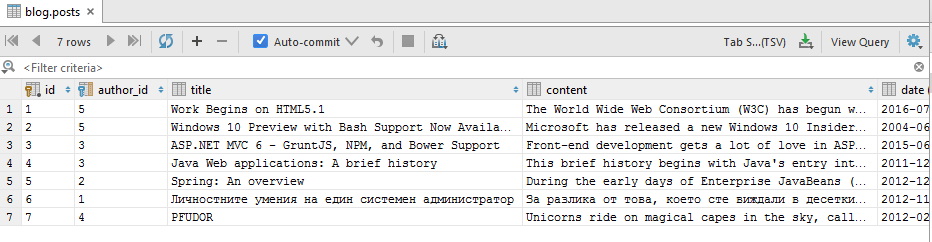 blog.posts
7 rows Auto-commit Tab S...(TSV) View Query
<Filter criteria>
id author_id title content date
1 1 5 Work Begins on HTML5.1 The World Wide Web Consortium (W3C) has begun w... 2016-07
2 2 5 Windows 10 Preview with Bash Support Now Availa... Microsoft has released a new Windows 10 Insider... 2004-06
3 3 3 ASP.NET MVC 6 – GruntJS, NPM, and Bower Support Front-end development gets a lot of love in ASP... 2015-06
4 4 3 Java Web applications: A brief history This brief history begins with Java's entry int... 2011-12
5 5 2 Spring: An overview During the early days of Enterprise JavaBeans (... 2012-12
6 6 1 Личностните умения на един системен администратор За разлика от това, което сте виждали в десетки... 2012-11
7 7 4 PFUDOR Unicorns ride on magical capes in the sky, call... 2012-02